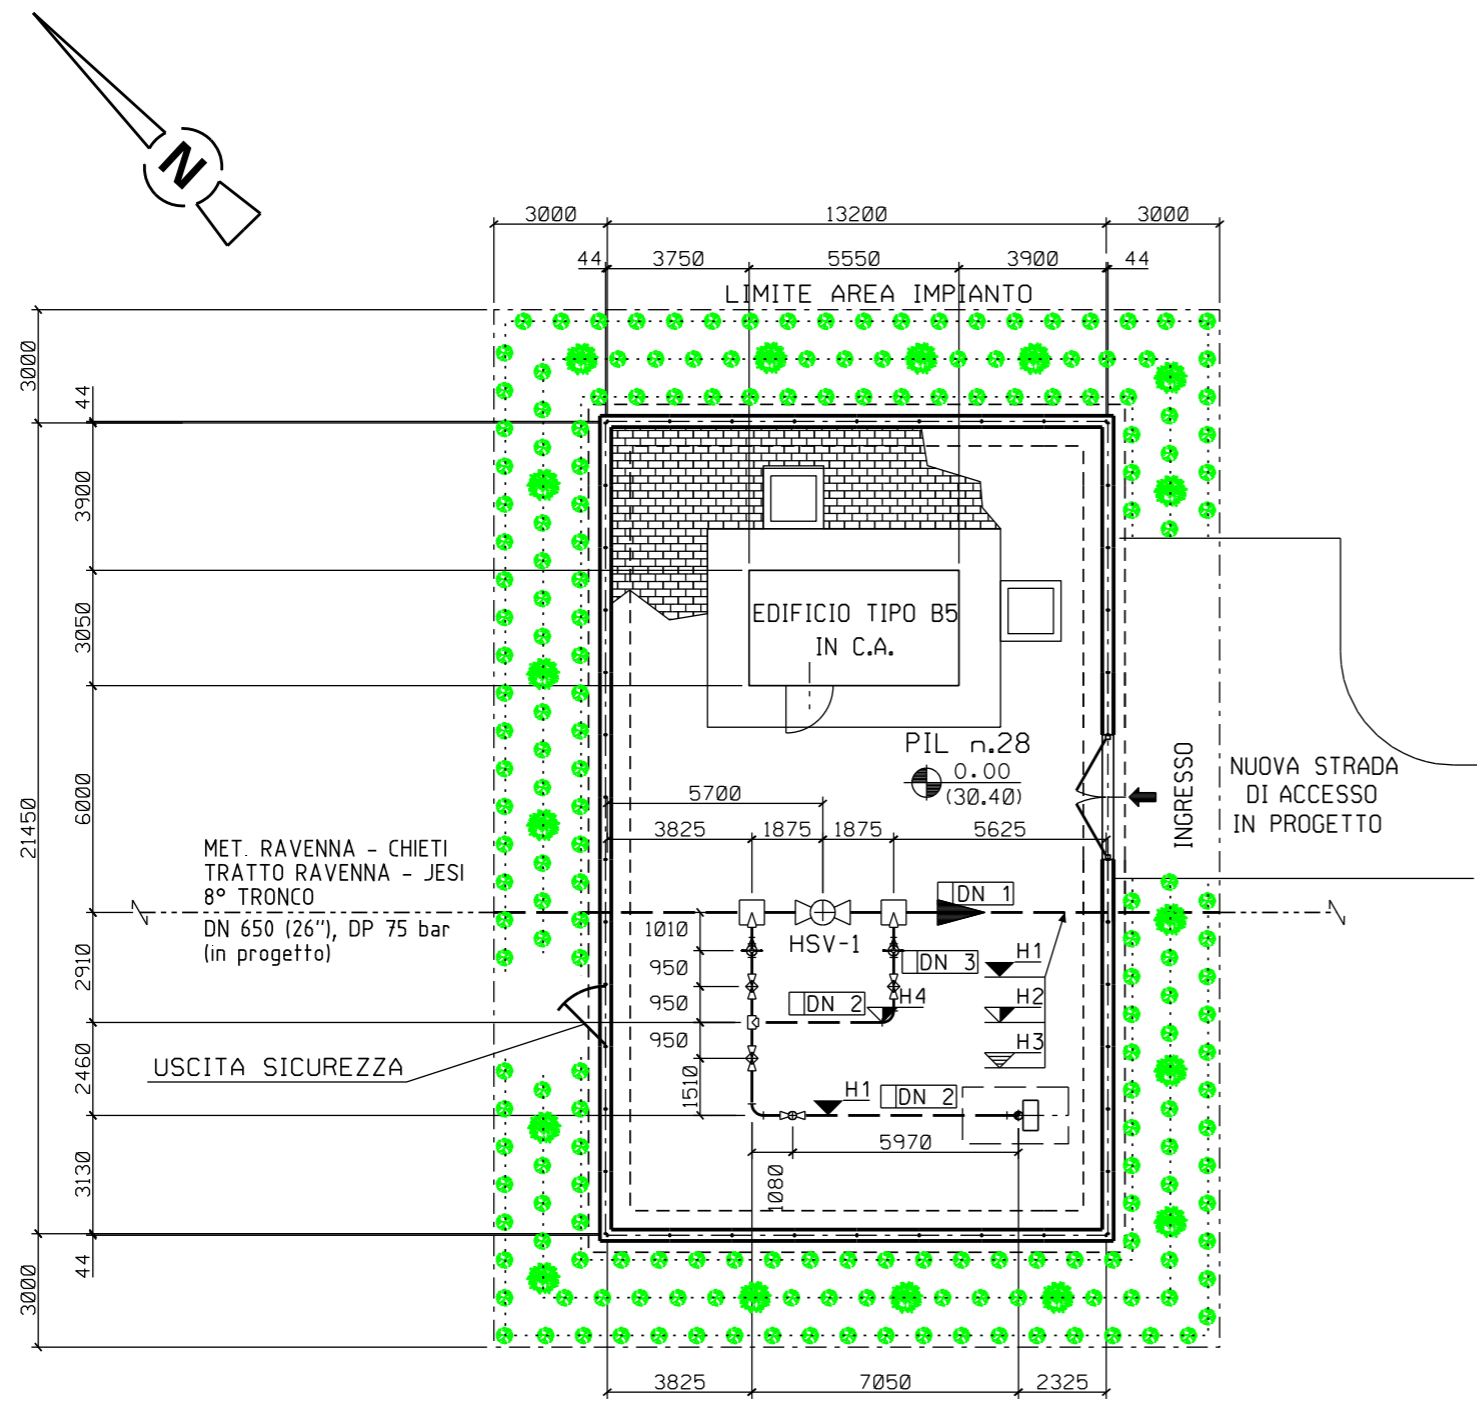 N
3000
13200
3000
44
3750
5550
3900
44
LIMITE AREA IMPIANTO
3000
44
3900
3050
6000
21450
2910
2460
3130
44
3000
EDIFICIO TIPO B5
IN C.A.
PIL n.28
0.00
(30.40)
INGRESSO
NUOVA STRADA
DI ACCESSO
IN PROGETTO
5700
3825
1875
1875
5625
MET. RAVENNA - CHIETI
TRATTO RAVENNA - JESI
8° TRONCO
DN 650 (26"), DP 75 bar
(in progetto)
DN 1
1010
HSV-1
950
DN 3
H1
950
DN 2
H4
H2
950
H3
USCITA SICUREZZA
1510
H1
DN 2
5970
1080
3825
7050
2325